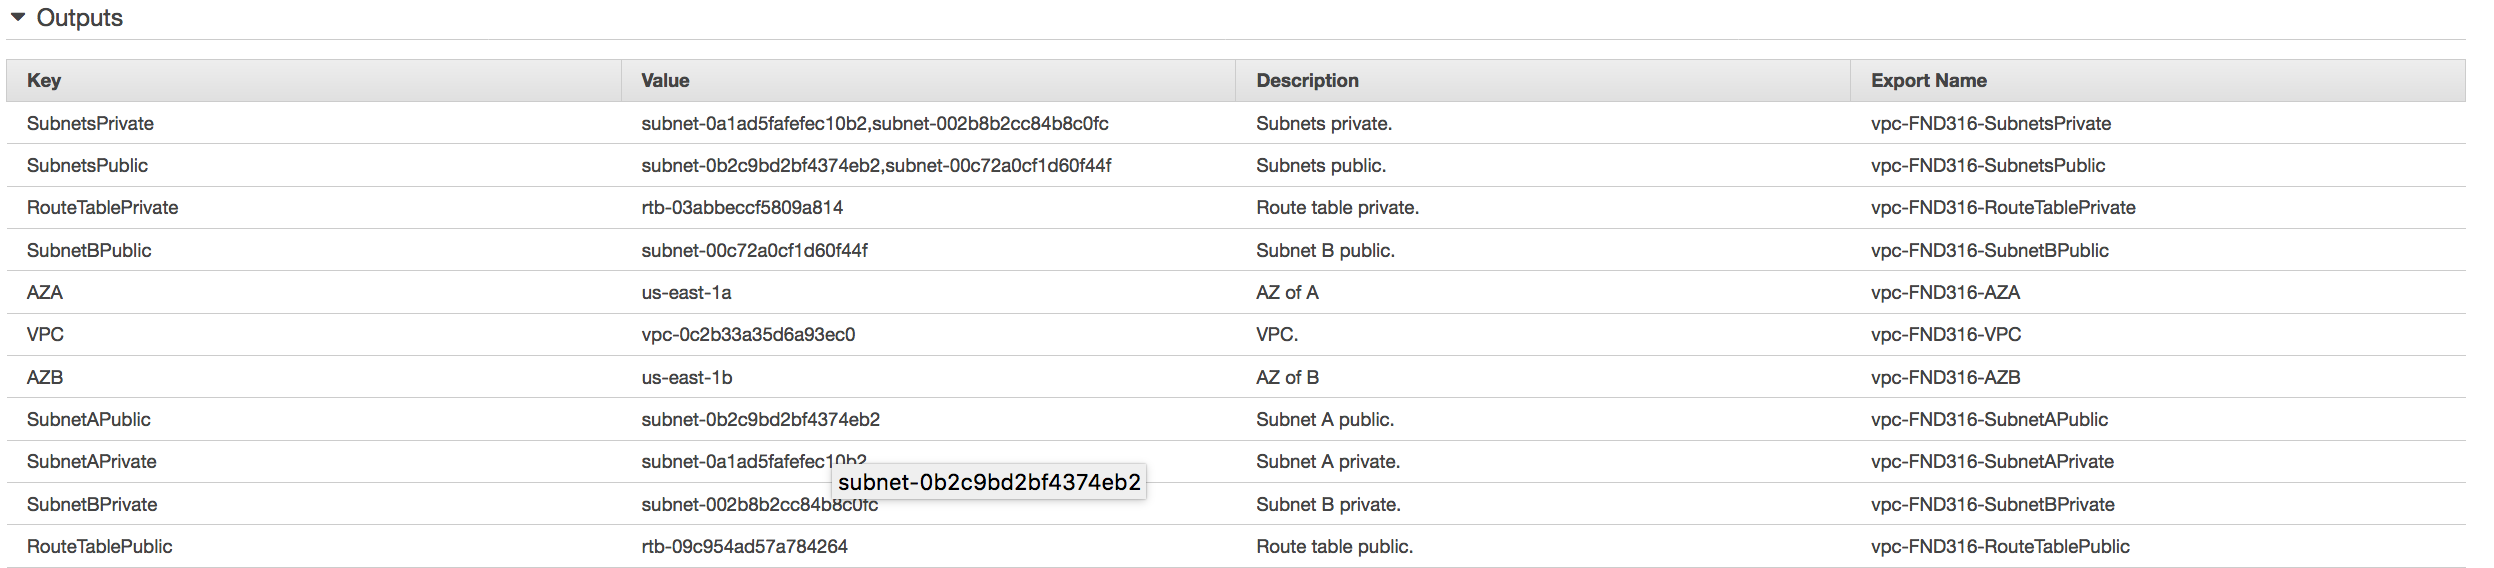 Outputs
Key Value Description Export Name
SubnetsPrivate subnet-0a1ad5fafefec10b2,subnet-002b8b2cc84b8c0fc Subnets private. vpc-FND316-SubnetsPrivate
SubnetsPublic subnet-0b2c9bd2bf4374eb2,subnet-00c72a0cf1d60f44f Subnets public. vpc-FND316-SubnetsPublic
RouteTablePrivate rtb-03abbeccf5809a814 Route table private. vpc-FND316-RouteTablePrivate
SubnetBPublic subnet-00c72a0cf1d60f44f Subnet B public. vpc-FND316-SubnetBPublic
AZA us-east-1a AZ of A vpc-FND316-AZA
VPC vpc-0c2b33a35d6a93ec0 VPC. vpc-FND316-VPC
AZB us-east-1b AZ of B vpc-FND316-AZB
SubnetAPublic subnet-0b2c9bd2bf4374eb2 Subnet A public. vpc-FND316-SubnetAPublic
SubnetAPrivate subnet-0a1ad5fafefec10b2 Subnet A private. vpc-FND316-SubnetAPrivate
subnet-0b2c9bd2bf4374eb2
SubnetBPrivate subnet-002b8b2cc84b8c0fc Subnet B private. vpc-FND316-SubnetBPrivate
RouteTablePublic rtb-09c954ad57a784264 Route table public. vpc-FND316-RouteTablePublic